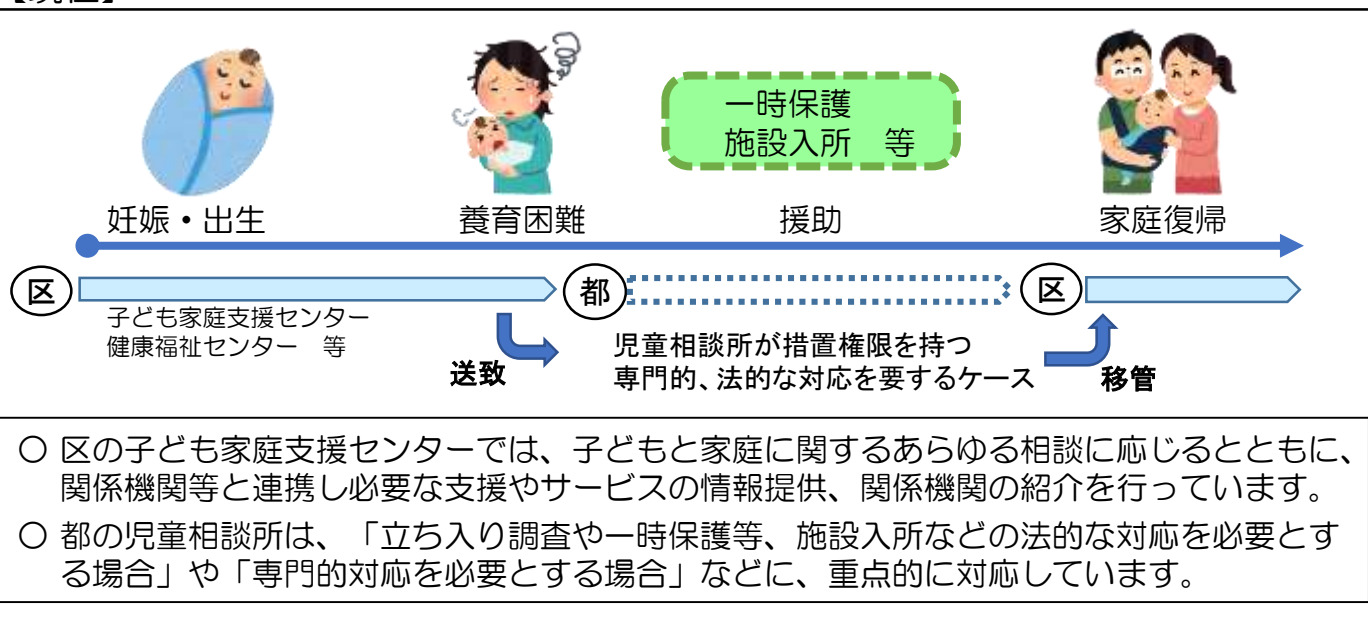 一時保護
施設入所　等
妊娠・出生
養育困難
援助
家庭復帰
区
都
区
子ども家庭支援センター
健康福祉センター　等
送致
児童相談所が措置権限を持つ
専門的、法的な対応を要するケース
移管
〇 区の子ども家庭支援センターでは、子どもと家庭に関するあらゆる相談に応じるとともに、
関係機関等と連携し必要な支援やサービスの情報提供、関係機関の紹介を行っています。
〇 都の児童相談所は、「立ち入り調査や一時保護等、施設入所などの法的な対応を必要とす
る場合」や「専門的対応を必要とする場合」などに、重点的に対応しています。